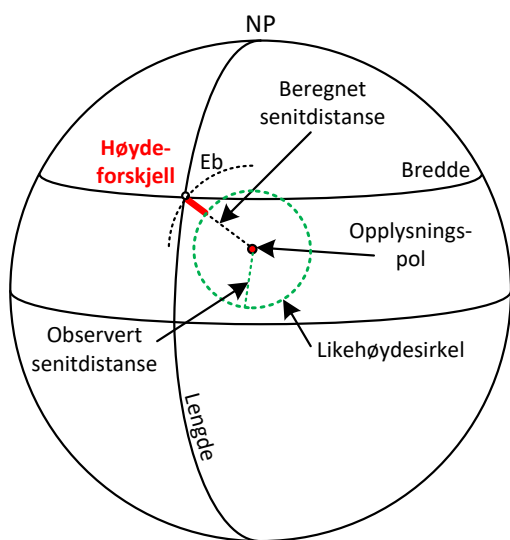 NP
Beregnet
senitdistanse
Høyde-
forskjell
Eb
Bredde
Opplysnings-
pol
Observert
senitdistanse
Likehøydesirkel
Lengde